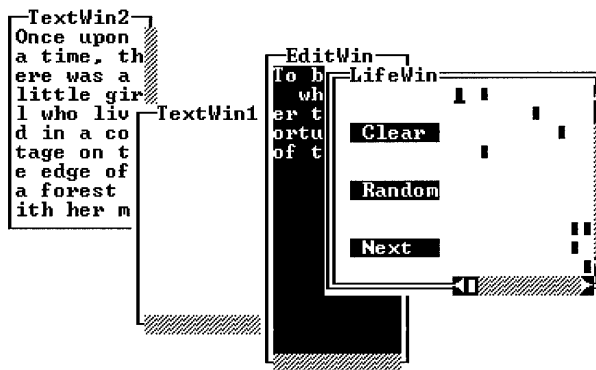 TextWin2
Once upon
a time, th
ere was a
little gir
l who liv
d in a co
tage on t
e edge of
a forest
ith her m
TextWin1
EditWin
To b
wh
er t
ortu
of t
LifeWin
Clear
Random
Next